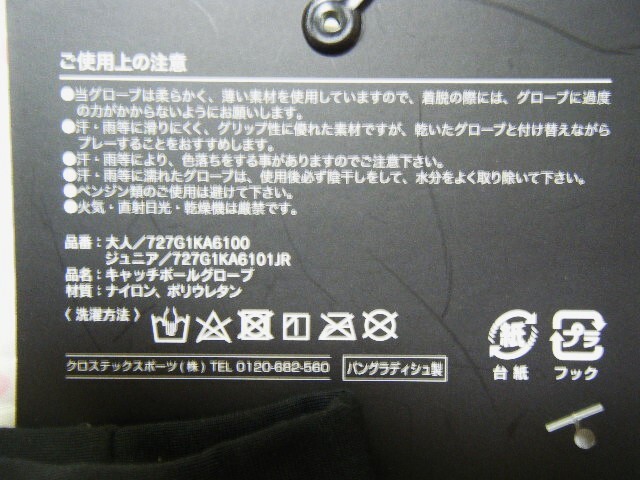 ご使用上の注意
●当グローブは柔らかく、薄い素材を使用していますので、着脱の際には、グローブに過度
の力がかからないようにお願いします。
●汗・雨等に滑りにくく、グリップ性に優れた素材ですが、乾いたグローブと付け替えながら
プレーすることをおすすめします。
●汗・雨等により、色落ちをする事がありますのでご注意下さい。
●汗・雨等に濡れたグローブは、使用後必ず陰干しをして、水分をよく取り除いて下さい。
●ベンジン類のご使用は避けて下さい。
●火気・直射日光・乾燥機は厳禁です。
品番：大人／727G1KA6100
ジュニア／727G1KA6101JR
品名：キャッチボールグローブ
材質：ナイロン、ポリウレタン
〈洗濯方法〉
クロステックスポーツ(株) TEL 0120-682-560
バングラディシュ製
紙
台紙
プラ
フック